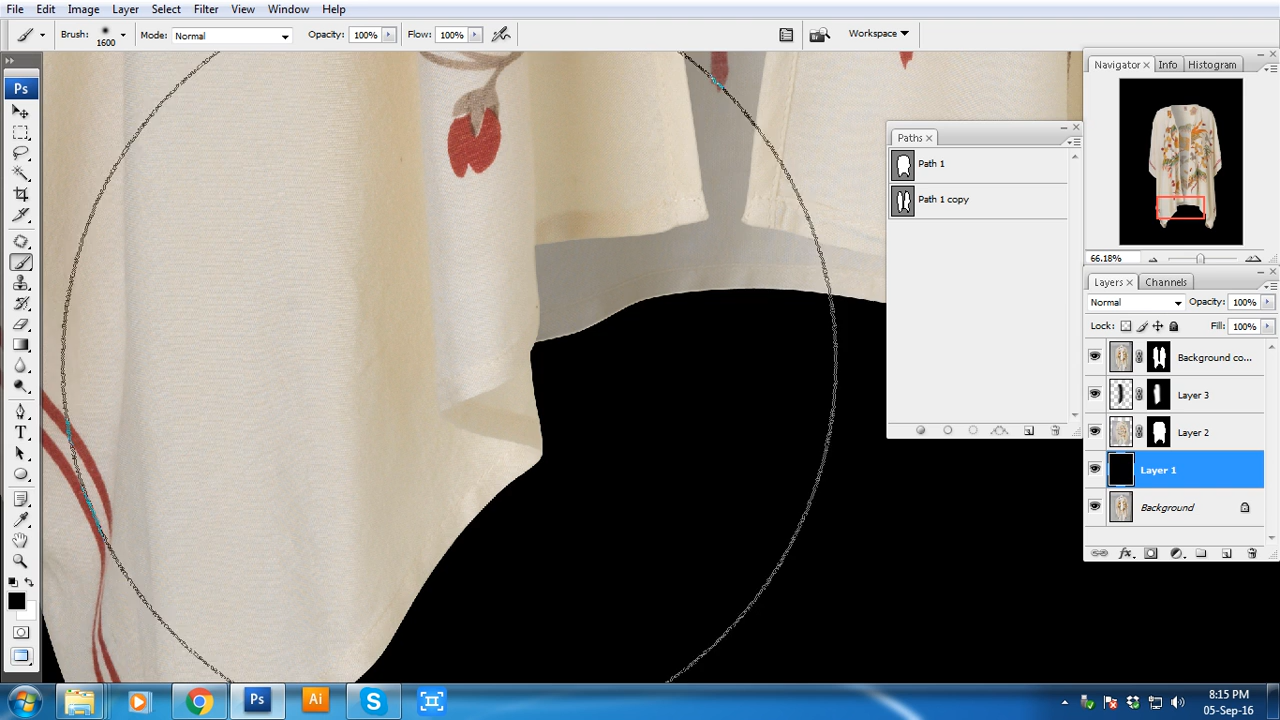 File Edit Image Layer Select Filter View Window Help
Brush: 1600 Mode: Normal Opacity: 100% Flow: 100% Workspace
Ps
Navigator Info Histogram
66.18%
Paths
Path 1
Path 1 copy
Layers Channels
Normal Opacity: 100%
Lock: Fill: 100%
Background co...
Layer 3
Layer 2
Layer 1
Background
T
fx
Ps Ai S
8:15 PM
05-Sep-16